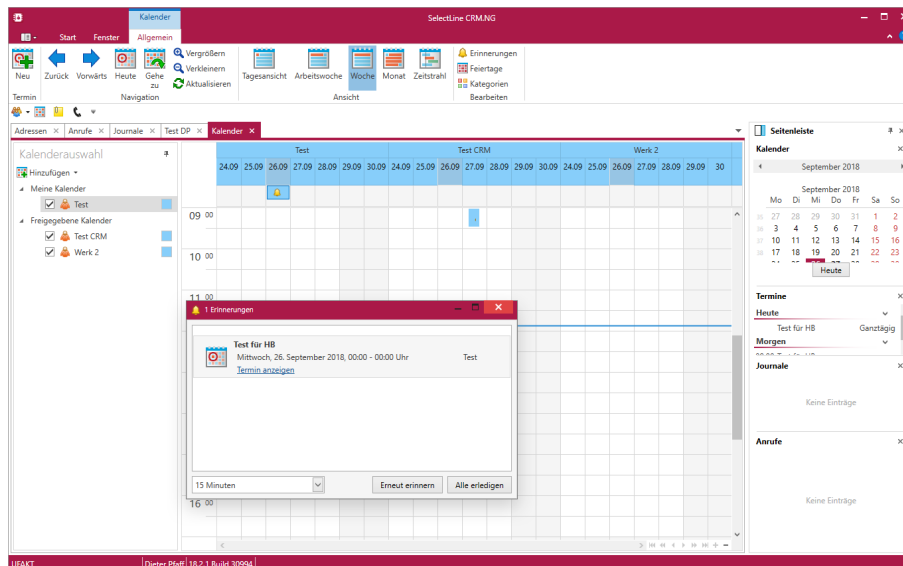 Kalender
SelectLine CRM.NG
Start Fenster Allgemein
Neu Zurück Vorwärts Heute Gehe zu
Vergrößern
Verkleinern
Aktualisieren
Tagesansicht Arbeitswoche Woche Monat Zeitstrahl
Erinnerungen
Feiertage
Kategorien
Termin Navigation Ansicht Bearbeiten
Adressen Anrufe Journale Test DP Kalender
Kalenderauswahl
Hinzufügen
Meine Kalender
Test
Freigegebene Kalender
Test CRM
Werk 2
Test Test CRM Werk 2
24.09 25.09 26.09 27.09 28.09 29.09 30.09 24.09 25.09 26.09 27.09 28.09 29.09 30.09 24.09 25.09 26.09 27.09 28.09 29.09 30
09 00
10 00
11 00
16 00
1 Erinnerungen
Test für HB
Mittwoch, 26. September 2018, 00:00 - 00:00 Uhr Test
Termin anzeigen
15 Minuten Erneut erinnern Alle erledigen
Seitenleiste
Kalender
September 2018
September 2018
Mo Di Mi Do Fr Sa So
27 28 29 30 31 1 2
3 4 5 6 7 8 9
10 11 12 13 14 15 16
17 18 19 20 21 22 23
Heute
Termine
Heute
Test für HB Ganztägig
Morgen
Journale
Keine Einträge
Anrufe
Keine Einträge
UFAKT Dieter Pfaff 18.2.1 Build 30994